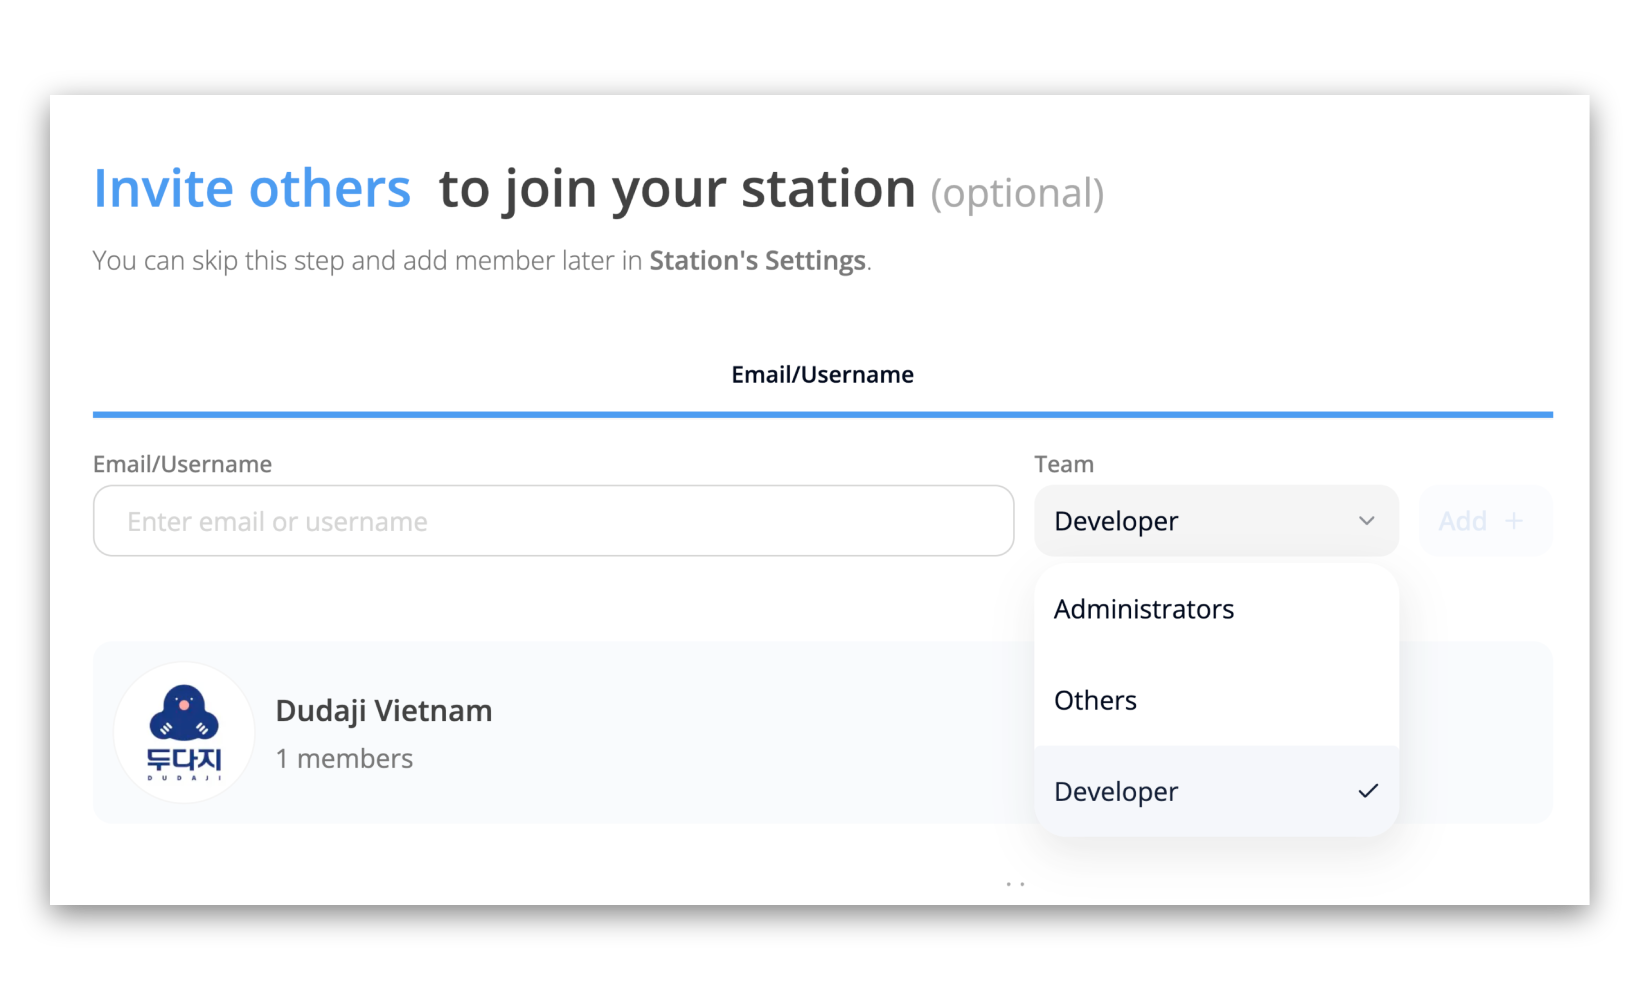 Invite others to join your station (optional)
You can skip this step and add member later in Station's Settings.
Email/Username
Email/Username
Team
Enter email or username
Developer
Add +
Administrators
Others
Developer
Dudaji Vietnam
1 members
두다지
DUDAJI